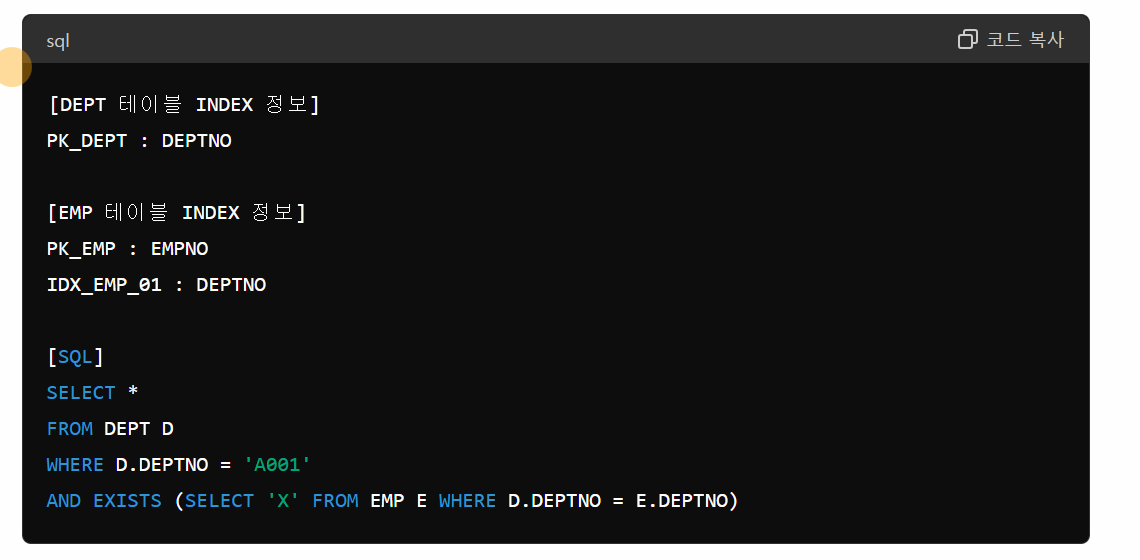 sql
코드 복사
[DEPT 테이블 INDEX 정보]
PK_DEPT : DEPTNO
[EMP 테이블 INDEX 정보]
PK_EMP : EMPNO
IDX_EMP_01 : DEPTNO
[SQL]
SELECT *
FROM DEPT D
WHERE D.DEPTNO = 'A001'
AND EXISTS (SELECT 'X' FROM EMP E WHERE D.DEPTNO = E.DEPTNO)